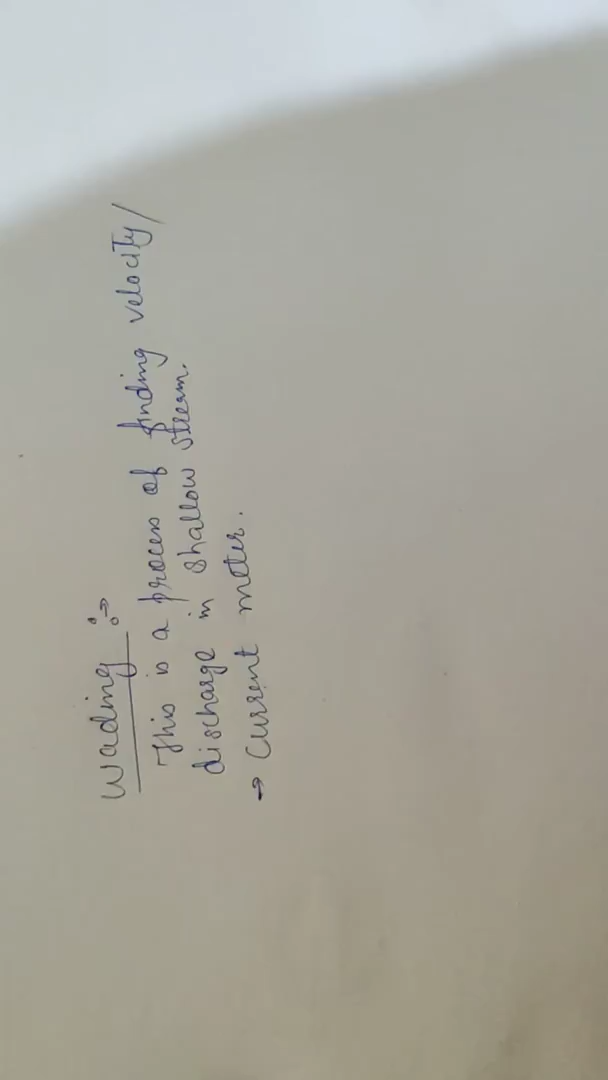 Wading :→
This is a process of finding velocity/
discharge in shallow stream.
→ Current meter.